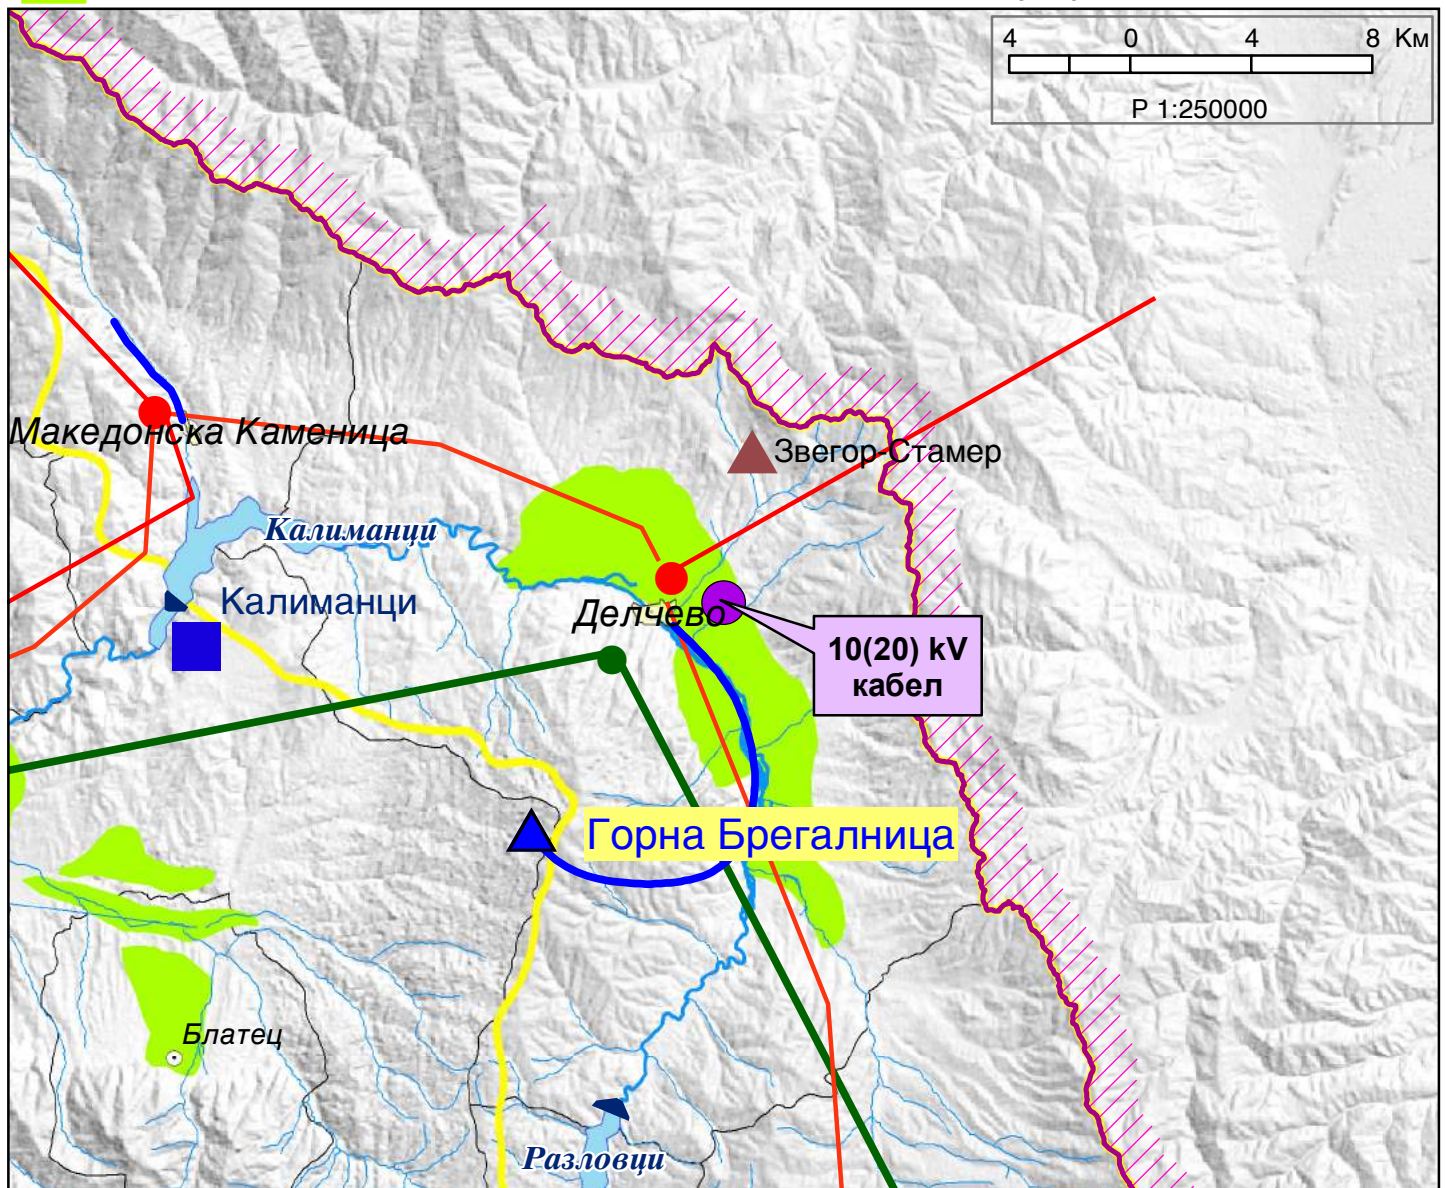 4 0 4 8 Км
Р 1:250000
Македонска Каменица
Звегор-Стамер
Калиманци
Калиманци
Делчево
10(20) kV
кабел
Горна Брегалница
Блатец
Разловци